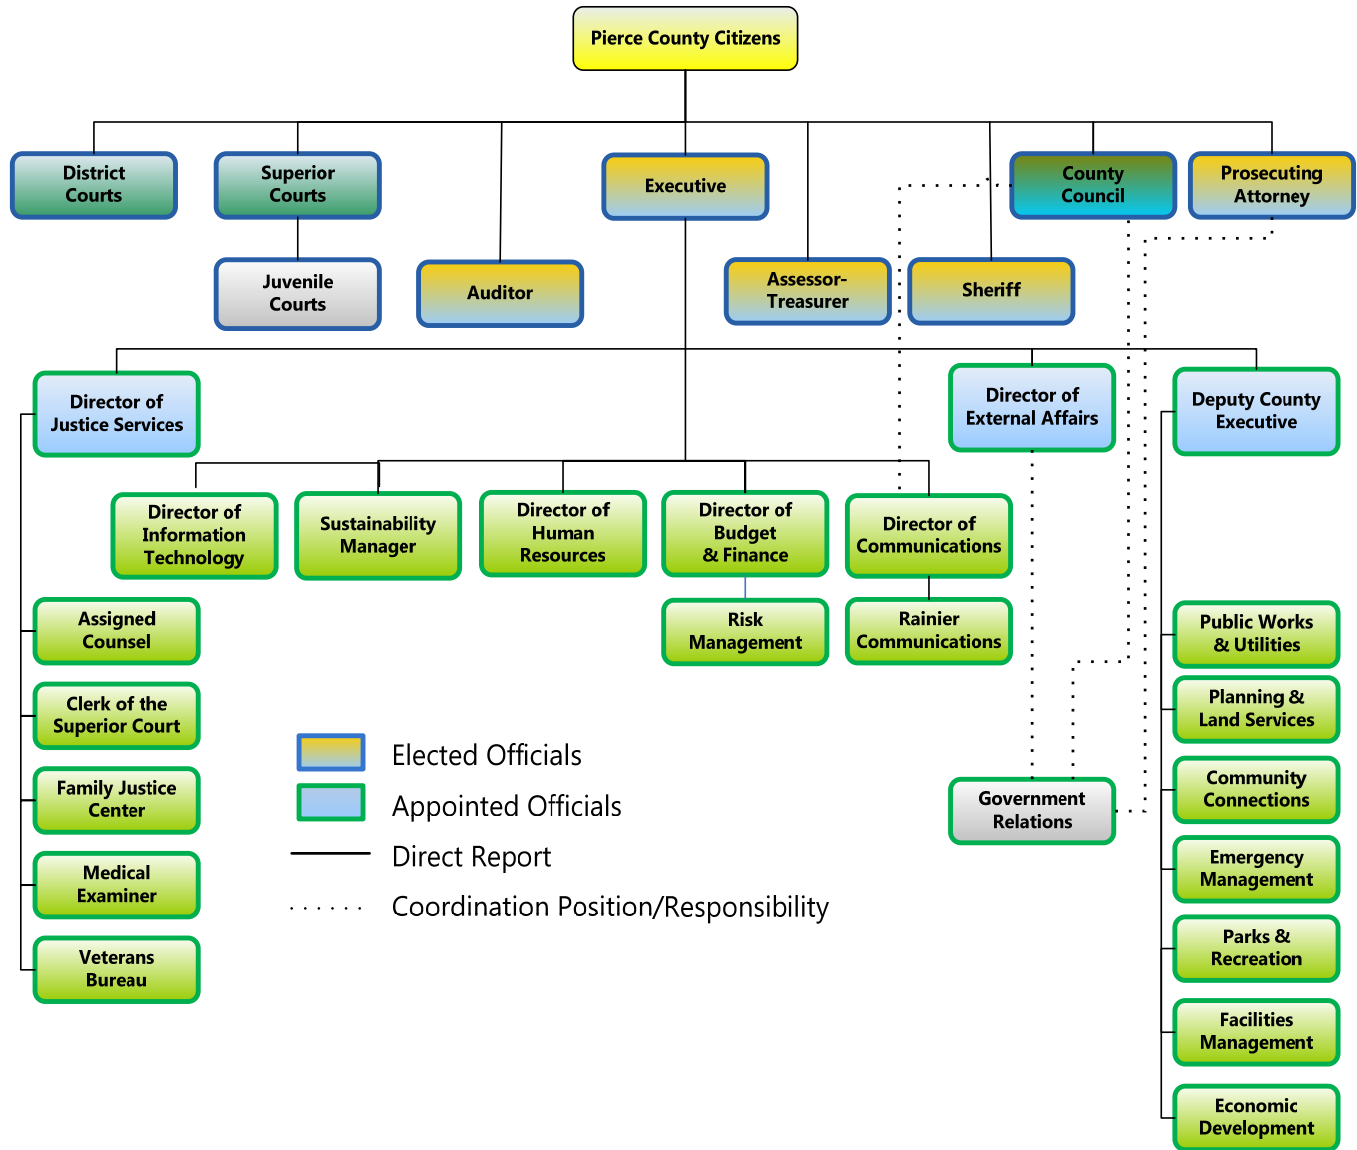 Pierce County Citizens
District
Courts
Superior
Courts
Executive
County
Council
Prosecuting
Attorney
Juvenile
Courts
Auditor
Assessor-
Treasurer
Sheriff
Director of
Justice Services
Director of
External Affairs
Deputy County
Executive
Director of
Information
Technology
Sustainability
Manager
Director of
Human
Resources
Director of
Budget
& Finance
Director of
Communications
Assigned
Counsel
Risk
Management
Rainier
Communications
Public Works
& Utilities
Clerk of the
Superior Court
Planning &
Land Services
Family Justice
Center
Elected Officials
Appointed Officials
Direct Report
Coordination Position/Responsibility
Government
Relations
Community
Connections
Medical
Examiner
Emergency
Management
Veterans
Bureau
Parks &
Recreation
Facilities
Management
Economic
Development